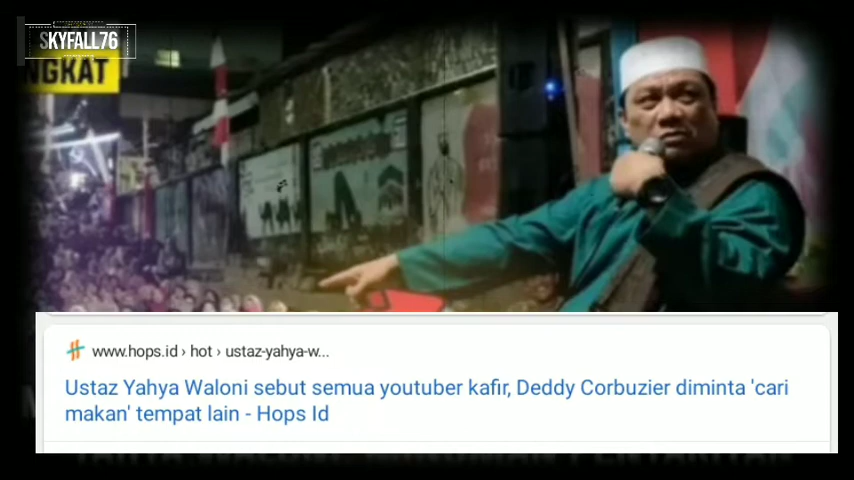 SKYFALL76
NGKAT
www.hops.id › hot › ustaz-yahya-w...
Ustaz Yahya Waloni sebut semua youtuber kafir, Deddy Corbuzier diminta 'cari
makan' tempat lain - Hops Id